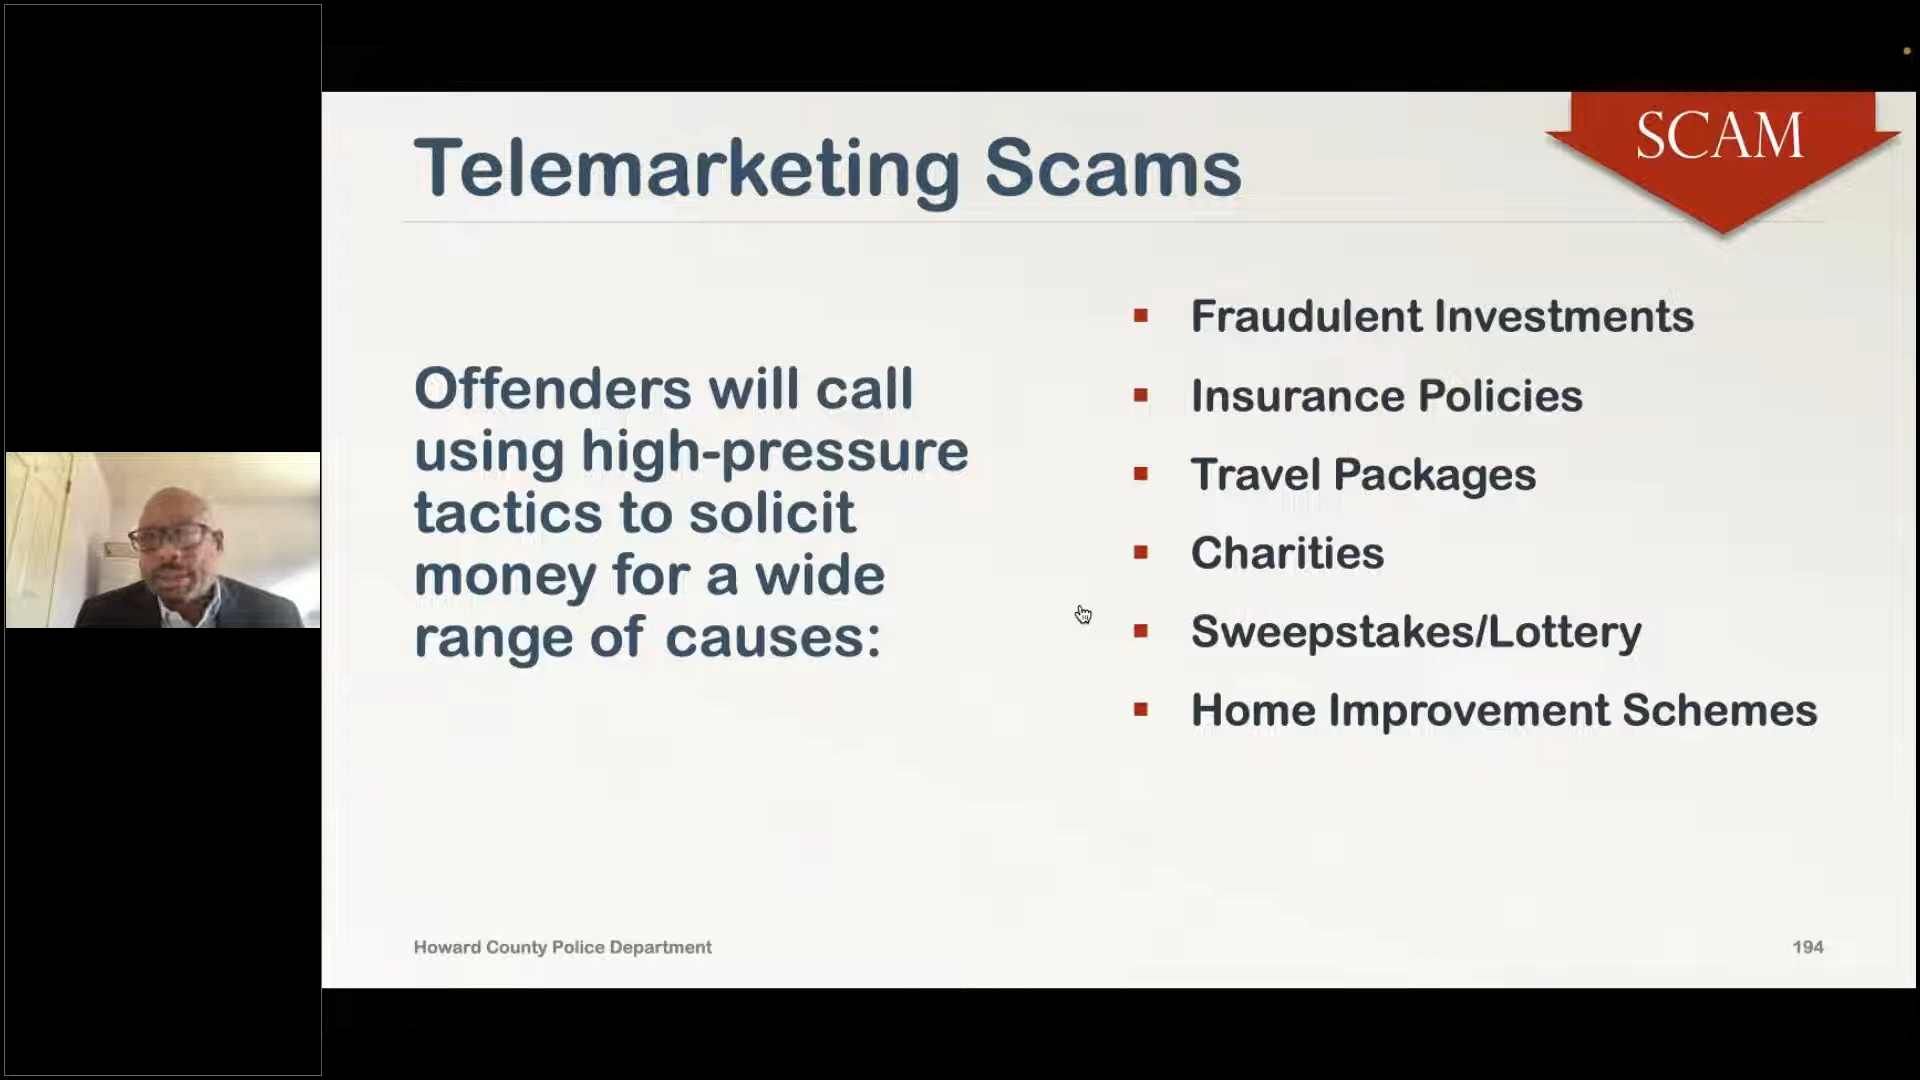 Telemarketing Scams
SCAM
Offenders will call
using high-pressure
tactics to solicit
money for a wide
range of causes:
Fraudulent Investments
Insurance Policies
Travel Packages
Charities
Sweepstakes/Lottery
Home Improvement Schemes
Howard County Police Department
194